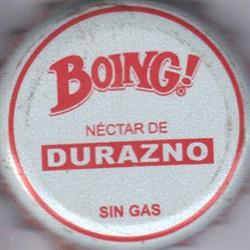 BOING!®
NÉCTAR DE
DURAZNO
SIN GAS